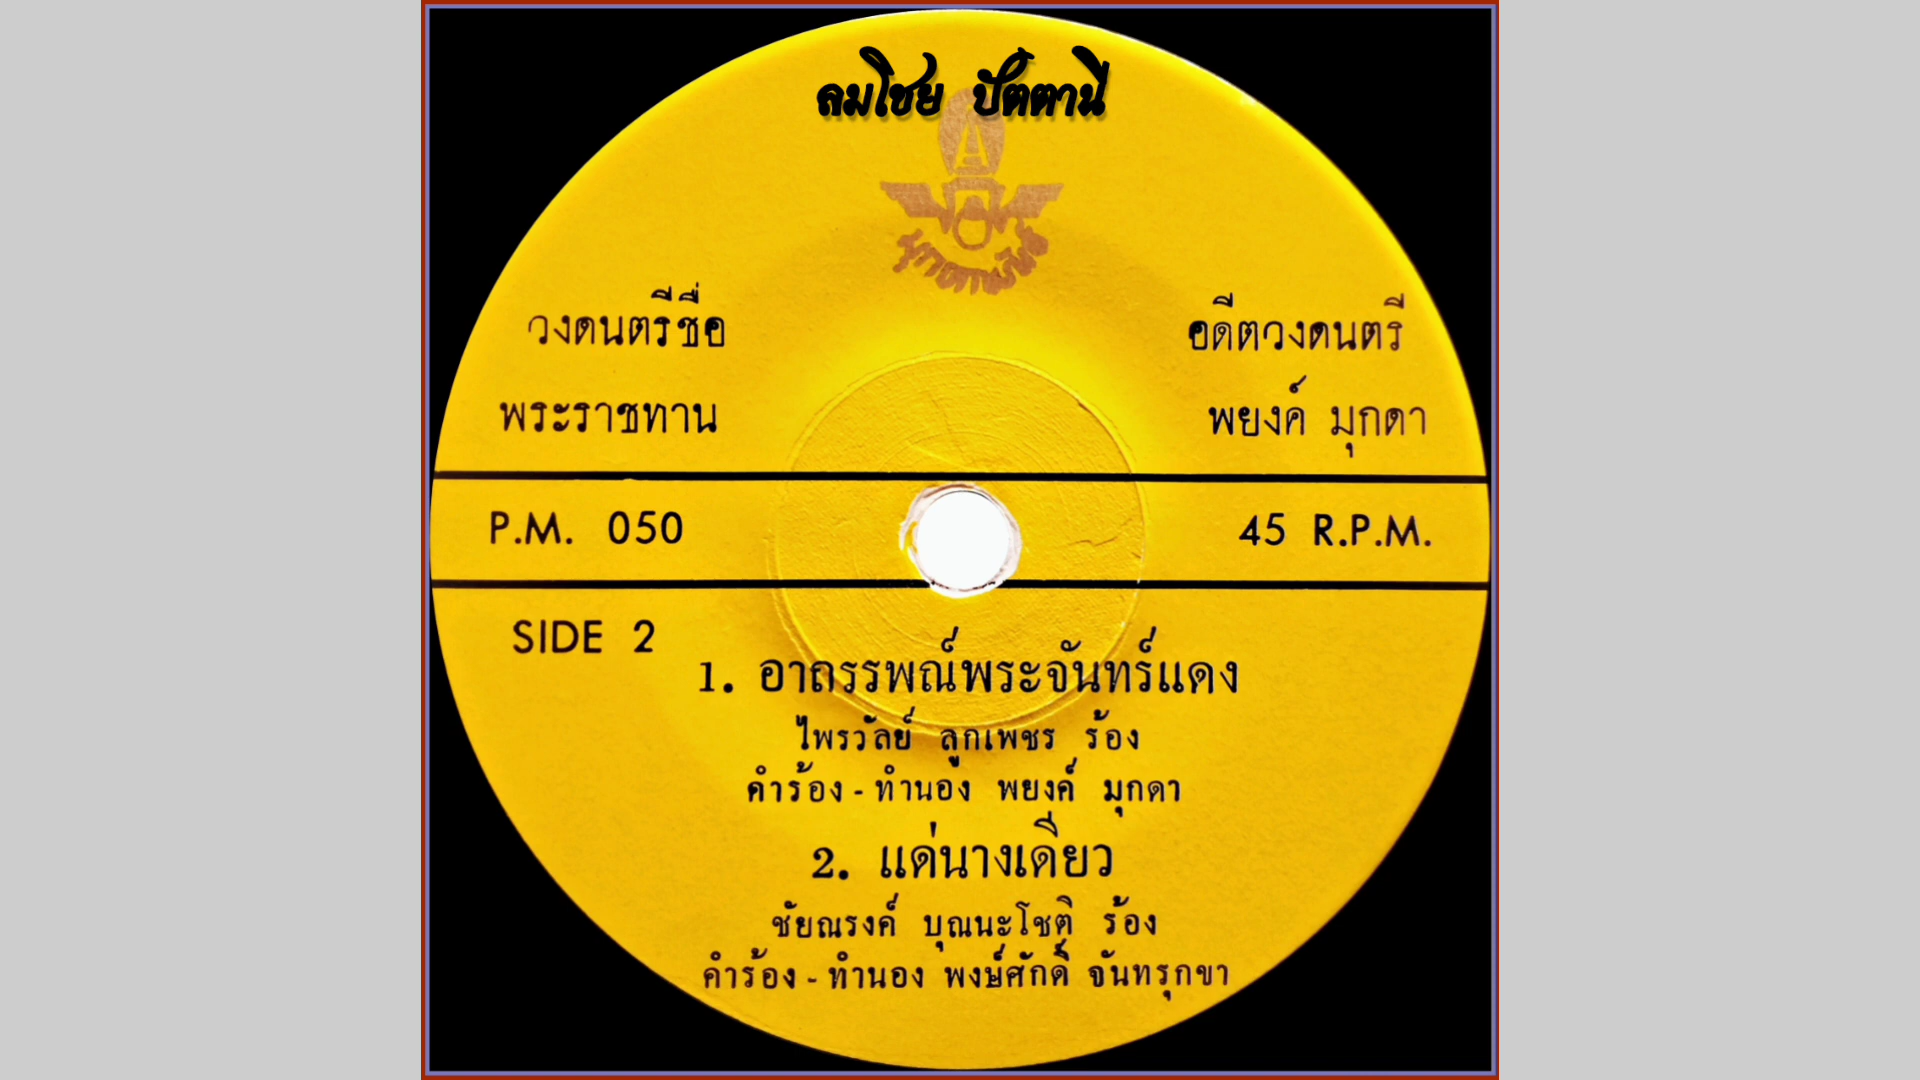 ลมโชย ปัตตานี
มุกดาพันธ์
วงดนตรีชื่อ
อดีตวงดนตรี
พระราชทาน
พยงค์ มุกดา
P.M. 050
45 R.P.M.
SIDE 2
1. อาถรรพณ์พระจันทร์แดง
ไพรวัลย์ ลูกเพชร ร้อง
คำร้อง - ทำนอง พยงค์ มุกดา
2. แด่นางเดียว
ชัยณรงค์ บุณนะโชติ ร้อง
คำร้อง - ทำนอง พงษ์ศักดิ์ จันทรุกขา